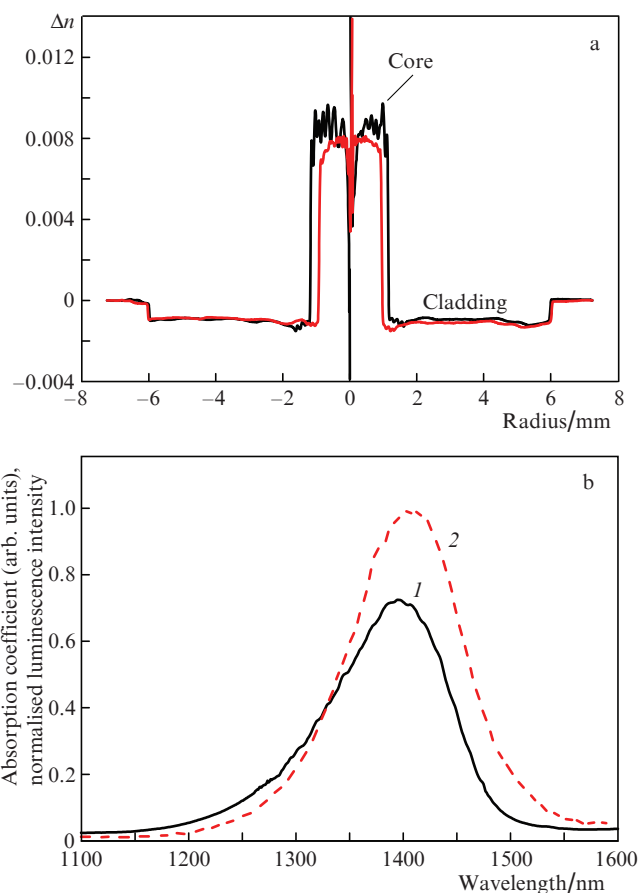 Δn
a
0.012
Core
0.008
0.004
0
Cladding
–0.004
–8 –6 –4 –2 0 2 4 6 8
Radius/mm
Absorption coefficient (arb. units),
normalised luminescence intensity
b
1.0
2
0.8
1
0.6
0.4
0.2
0
1100 1200 1300 1400 1500 1600
Wavelength/nm